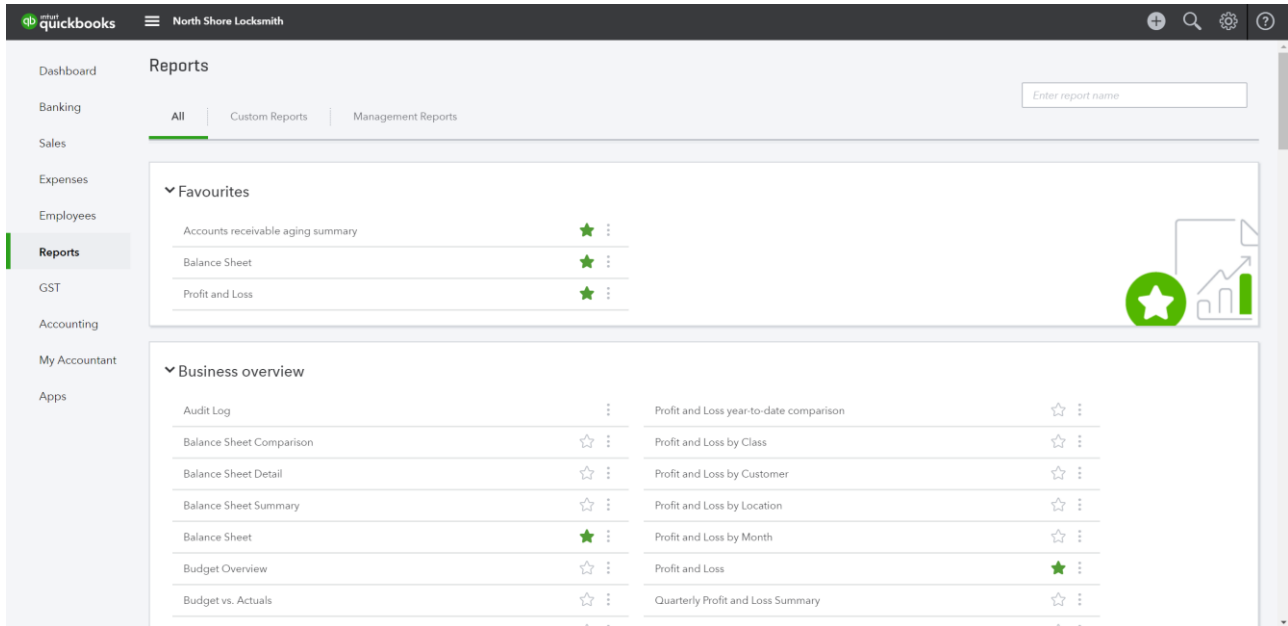 intuit
qb quickbooks
North Shore Locksmith
Dashboard
Banking
Sales
Expenses
Employees
Reports
GST
Accounting
My Accountant
Apps
Reports
Enter report name
All
Custom Reports
Management Reports
Favourites
Accounts receivable aging summary
Balance Sheet
Profit and Loss
Business overview
Audit Log
Balance Sheet Comparison
Balance Sheet Detail
Balance Sheet Summary
Balance Sheet
Budget Overview
Budget vs. Actuals
Profit and Loss year-to-date comparison
Profit and Loss by Class
Profit and Loss by Customer
Profit and Loss by Location
Profit and Loss by Month
Profit and Loss
Quarterly Profit and Loss Summary